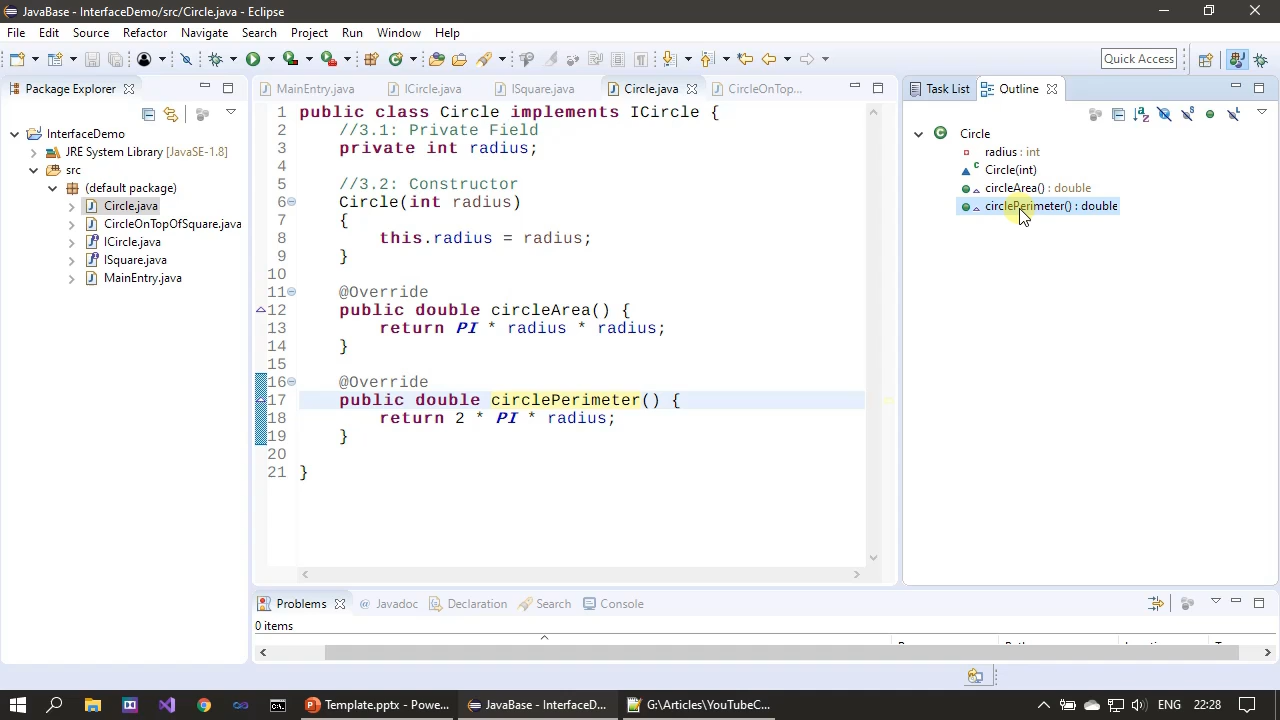 JavaBase - InterfaceDemo/src/Circle.java - Eclipse
File Edit Source Refactor Navigate Search Project Run Window Help
Quick Access
Package Explorer
InterfaceDemo
JRE System Library [JavaSE-1.8]
src
(default package)
Circle.java
CircleOnTopOfSquare.java
ICircle.java
ISquare.java
MainEntry.java
MainEntry.java ICircle.java ISquare.java Circle.java CircleOnTop...
1 public class Circle implements ICircle {
2 //3.1: Private Field
3 private int radius;
4
5 //3.2: Constructor
6 Circle(int radius)
7 {
8 this.radius = radius;
9 }
10
11 @Override
12 public double circleArea() {
13 return PI * radius * radius;
14 }
15
16 @Override
17 public double circlePerimeter() {
18 return 2 * PI * radius;
19 }
20
21 }
Task List Outline
Circle
radius : int
Circle(int)
circleArea() : double
circlePerimeter() : double
Problems Javadoc Declaration Search Console
0 items
Template.pptx - Powe... JavaBase - InterfaceD... G:\Articles\YouTubeC...
ENG 22:28